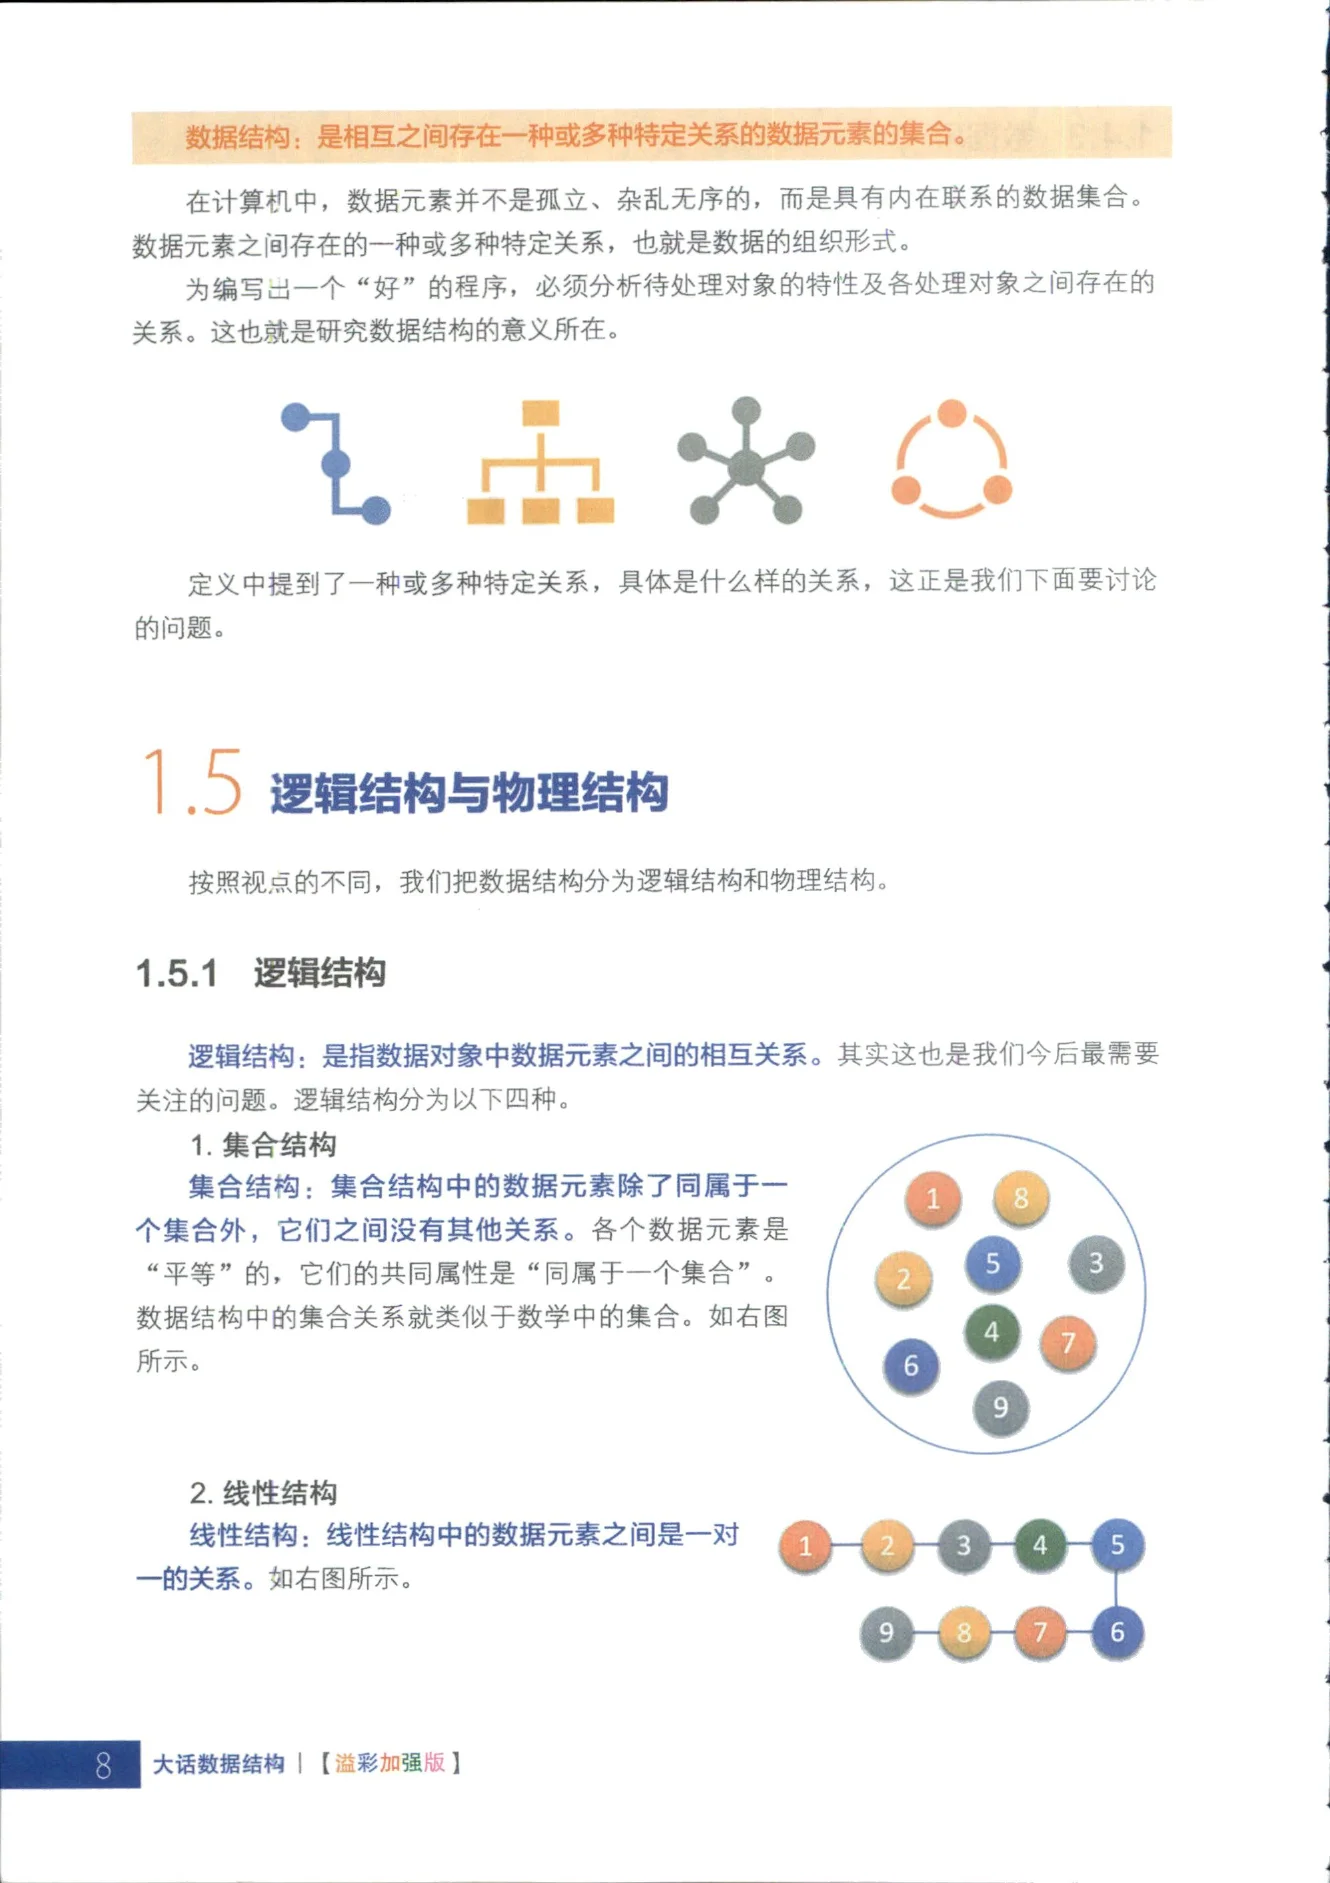 数据结构：是相互之间存在一种或多种特定关系的数据元素的集合。
在计算机中，数据元素并不是孤立、杂乱无序的，而是具有内在联系的数据集合。
数据元素之间存在的一种或多种特定关系，也就是数据的组织形式。
为编写出一个“好”的程序，必须分析待处理对象的特性及各处理对象之间存在的
关系。这也就是研究数据结构的意义所在。
定义中提到了一种或多种特定关系，具体是什么样的关系，这正是我们下面要讨论
的问题。
1.5 逻辑结构与物理结构
按照视点的不同，我们把数据结构分为逻辑结构和物理结构。
1.5.1 逻辑结构
逻辑结构：是指数据对象中数据元素之间的相互关系。其实这也是我们今后最需要
关注的问题。逻辑结构分为以下四种。
1. 集合结构
集合结构：集合结构中的数据元素除了同属于一
个集合外，它们之间没有其他关系。各个数据元素是
“平等”的，它们的共同属性是“同属于一个集合”。
数据结构中的集合关系就类似于数学中的集合。如右图
所示。
1 8
5 3
2
4 7
6
9
2. 线性结构
线性结构：线性结构中的数据元素之间是一对
一的关系。如右图所示。
1 2 3 4 5
9 8 7 6
8 大话数据结构 | 【溢彩加强版】